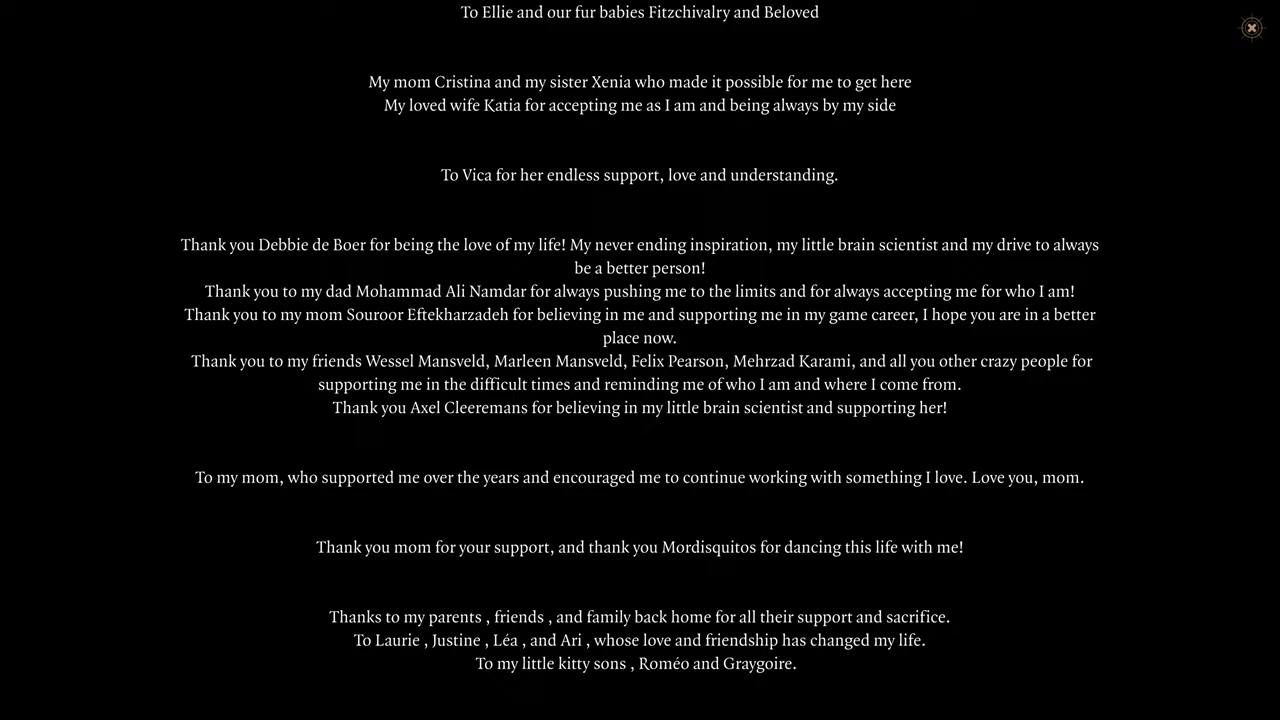 To Ellie and our fur babies Fitzchivalry and Beloved
My mom Cristina and my sister Xenia who made it possible for me to get here
My loved wife Katia for accepting me as I am and being always by my side
To Vica for her endless support, love and understanding.
Thank you Debbie de Boer for being the love of my life! My never ending inspiration, my little brain scientist and my drive to always
be a better person!
Thank you to my dad Mohammad Ali Namdar for always pushing me to the limits and for always accepting me for who I am!
Thank you to my mom Souroor Eftekharzadeh for believing in me and supporting me in my game career, I hope you are in a better
place now.
Thank you to my friends Wessel Mansveld, Marleen Mansveld, Felix Pearson, Mehrzad Karami, and all you other crazy people for
supporting me in the difficult times and reminding me of who I am and where I come from.
Thank you Axel Cleeremans for believing in my little brain scientist and supporting her!
To my mom, who supported me over the years and encouraged me to continue working with something I love. Love you, mom.
Thank you mom for your support, and thank you Mordisquitos for dancing this life with me!
Thanks to my parents , friends , and family back home for all their support and sacrifice.
To Laurie , Justine , Léa , and Ari , whose love and friendship has changed my life.
To my little kitty sons , Roméo and Graygoire.